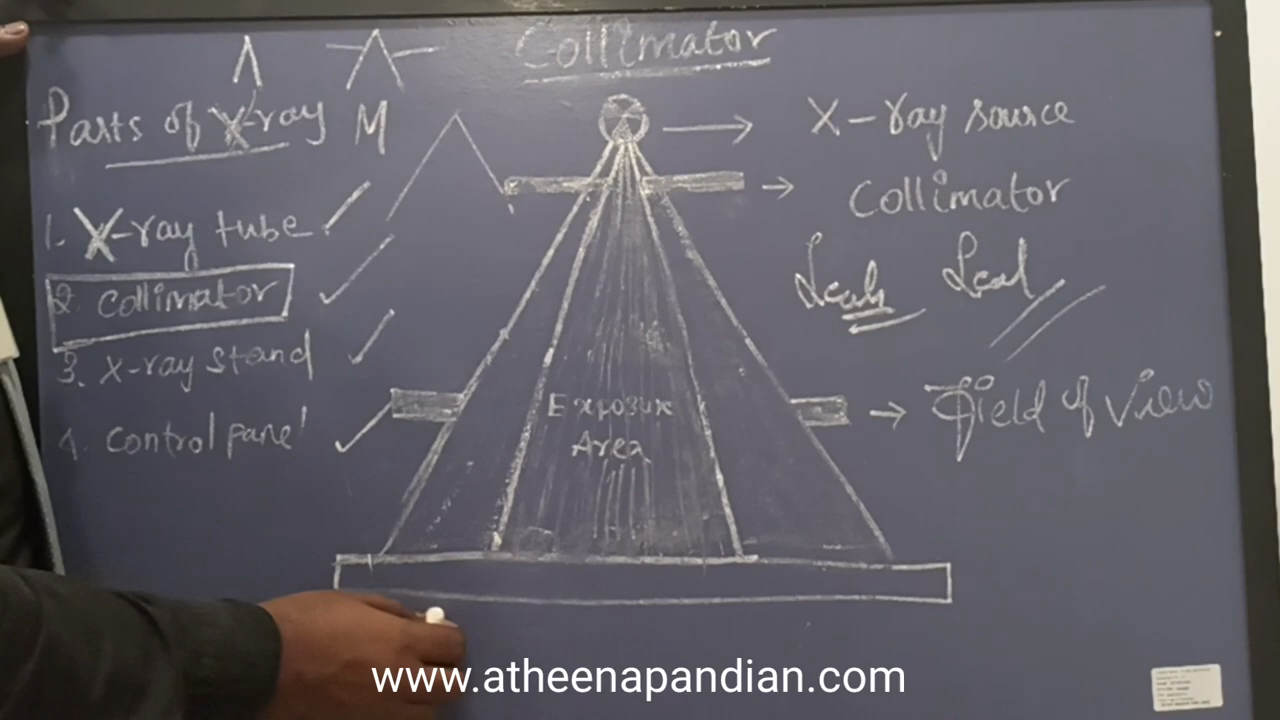 Collimator
Parts of X-ray M
1. X-ray tube
2. Collimator
3. X-ray stand
4. Control panel
X-ray source
Collimator
Field of View
Exposure
Area
www.atheenapandian.com